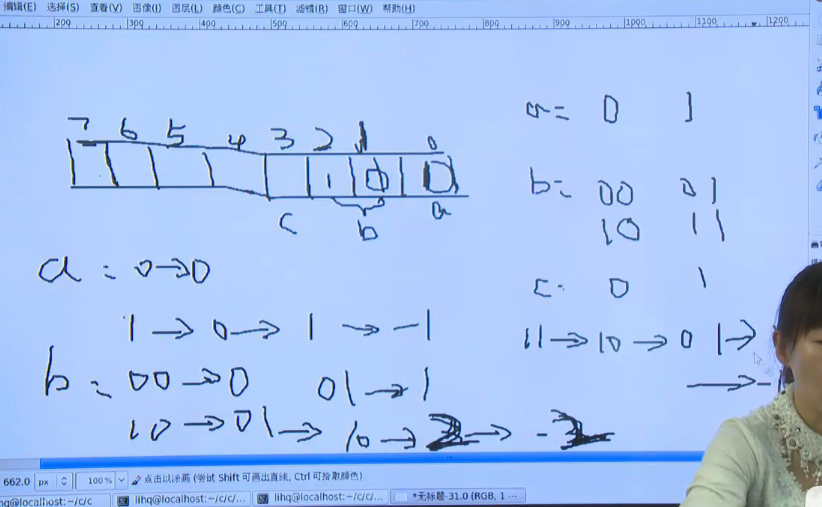 编辑(E) 选择(S) 查看(V) 图像(I) 图层(L) 颜色(C) 工具(T) 滤镜(R) 窗口(W) 帮助(H)
200 300 400 500 600 700 800 900 1000 1100 1200
7 6 5 4 3 2 1 0
1 0 0
c b a
a = 0 1
b = 00 01
10 11
c = 0 1
a : 0→0
1 → 0 → 1 → -1
11 → 10 → 01 →
→ -1
b = 00 → 0 01 → 1
10 → 01 → 10 → 2 → -2
662.0 px 100% 点击以涂画 (尝试 Shift 可画出直线, Ctrl 可拾取颜色)
hq@localhost:~/c/c lihq@localhost:~/c/c/... lihq@localhost:~/c/c/... *无标题-31.0 (RGB, 1 ...